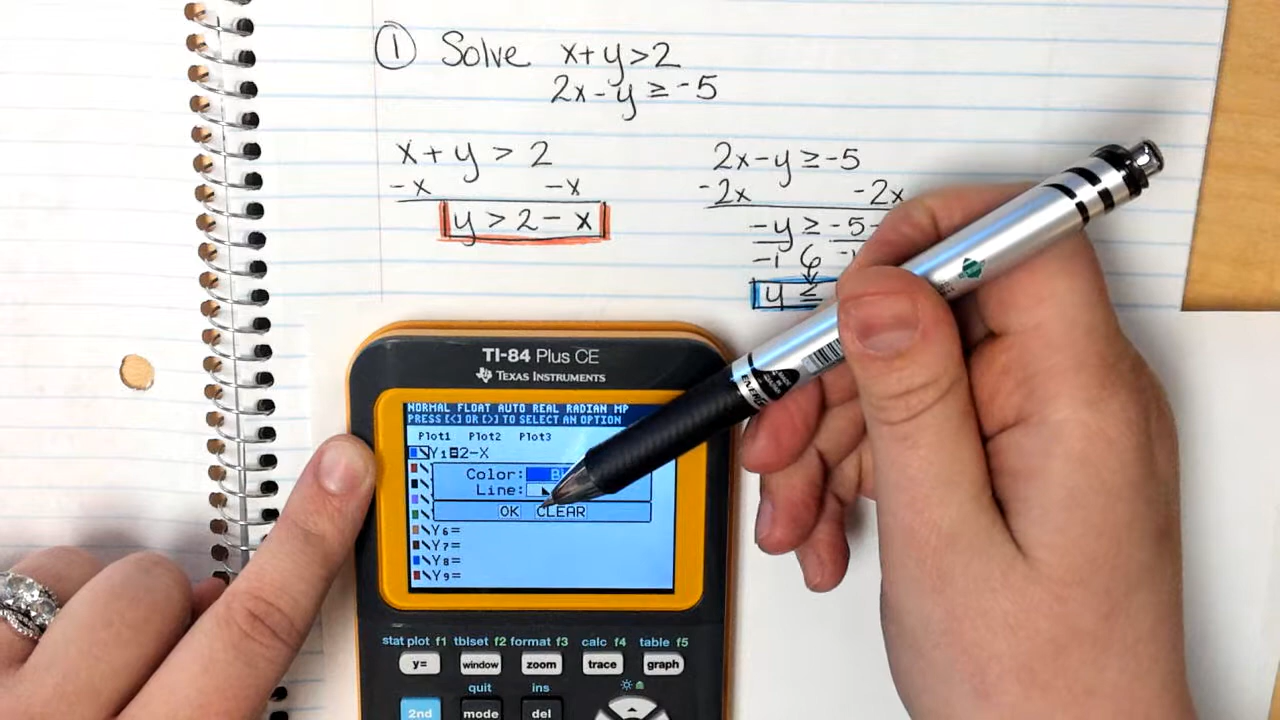 ① Solve x+y>2
2x-y≥-5
x+y>2
-x -x
y>2-x
2x-y≥-5
-2x -2x
-y≥-5-
-1 -1
y≤
TI-84 Plus CE
TEXAS INSTRUMENTS
NORMAL FLOAT AUTO REAL RADIAN MP
PRESS [<] OR [>] TO SELECT AN OPTION
Plot1 Plot2 Plot3
Y1=2-X
Color:
Line:
OK CLEAR
Y6=
Y7=
Y8=
Y9=
stat plot f1 tblset f2 format f3 calc f4 table f5
y= window zoom trace graph
quit ins
2nd mode del